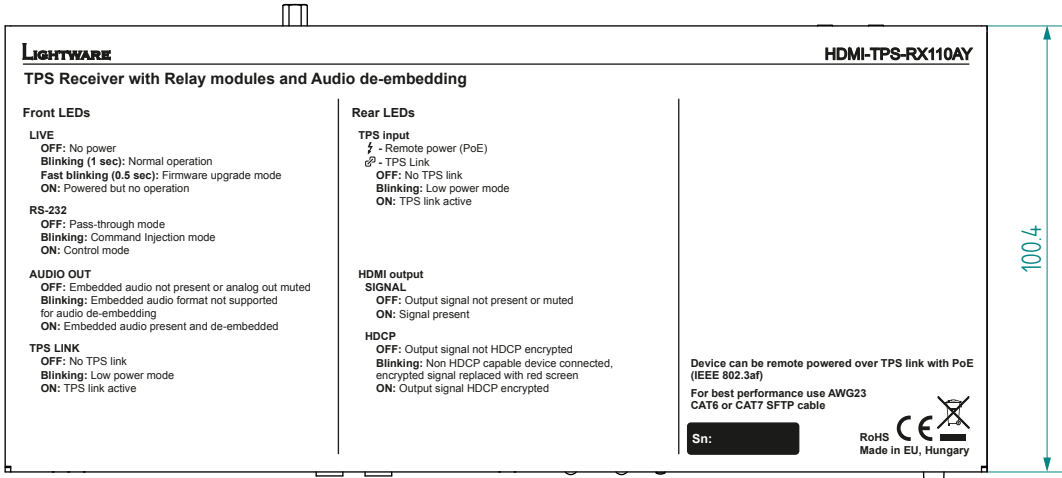 LIGHTWARE
HDMI-TPS-RX110AY
TPS Receiver with Relay modules and Audio de-embedding
Front LEDs
LIVE
OFF: No power
Blinking (1 sec): Normal operation
Fast blinking (0.5 sec): Firmware upgrade mode
ON: Powered but no operation
RS-232
OFF: Pass-through mode
Blinking: Command Injection mode
ON: Control mode
AUDIO OUT
OFF: Embedded audio not present or analog out muted
Blinking: Embedded audio format not supported
for audio de-embedding
ON: Embedded audio present and de-embedded
TPS LINK
OFF: No TPS link
Blinking: Low power mode
ON: TPS link active
Rear LEDs
TPS input
- Remote power (PoE)
- TPS Link
OFF: No TPS link
Blinking: Low power mode
ON: TPS link active
HDMI output
SIGNAL
OFF: Output signal not present or muted
ON: Signal present
HDCP
OFF: Output signal not HDCP encrypted
Blinking: Non HDCP capable device connected,
encrypted signal replaced with red screen
ON: Output signal HDCP encrypted
Device can be remote powered over TPS link with PoE
(IEEE 802.3af)
For best performance use AWG23
CAT6 or CAT7 SFTP cable
Sn:
RoHS CE
Made in EU, Hungary
100.4